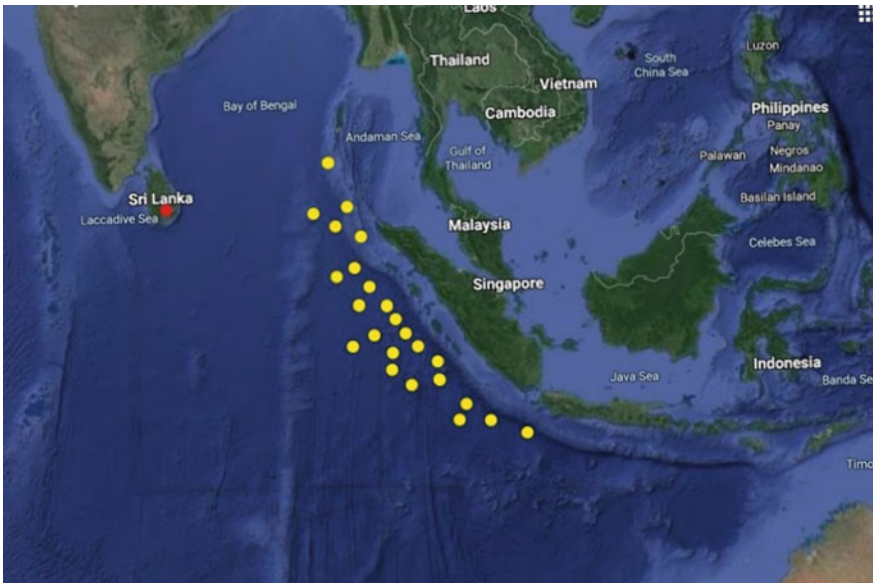 Laos
Luzon
South
China Sea
Thailand
Vietnam
Bay of Bengal
Cambodia
Philippines
Panay
Andaman Sea
Gulf of
Thailand
Palawan
Negros
Mindanao
Sri Lanka
Basilan Island
Laccadive Sea
Malaysia
Celebes Sea
Singapore
Indonesia
Java Sea
Banda Se
Timo